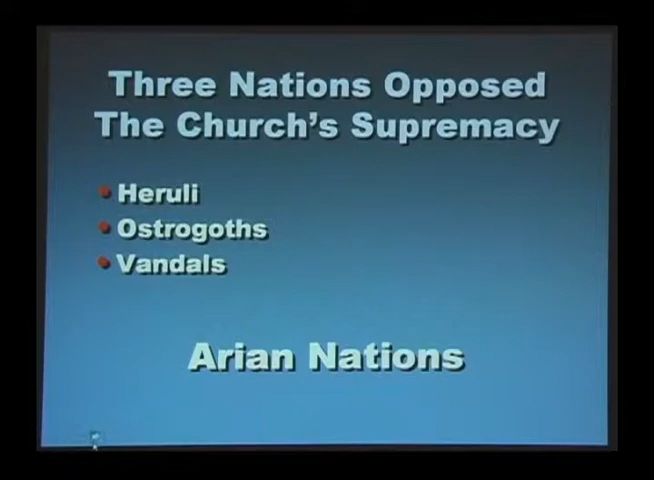 Three Nations Opposed
The Church's Supremacy
• Heruli
• Ostrogoths
• Vandals
Arian Nations